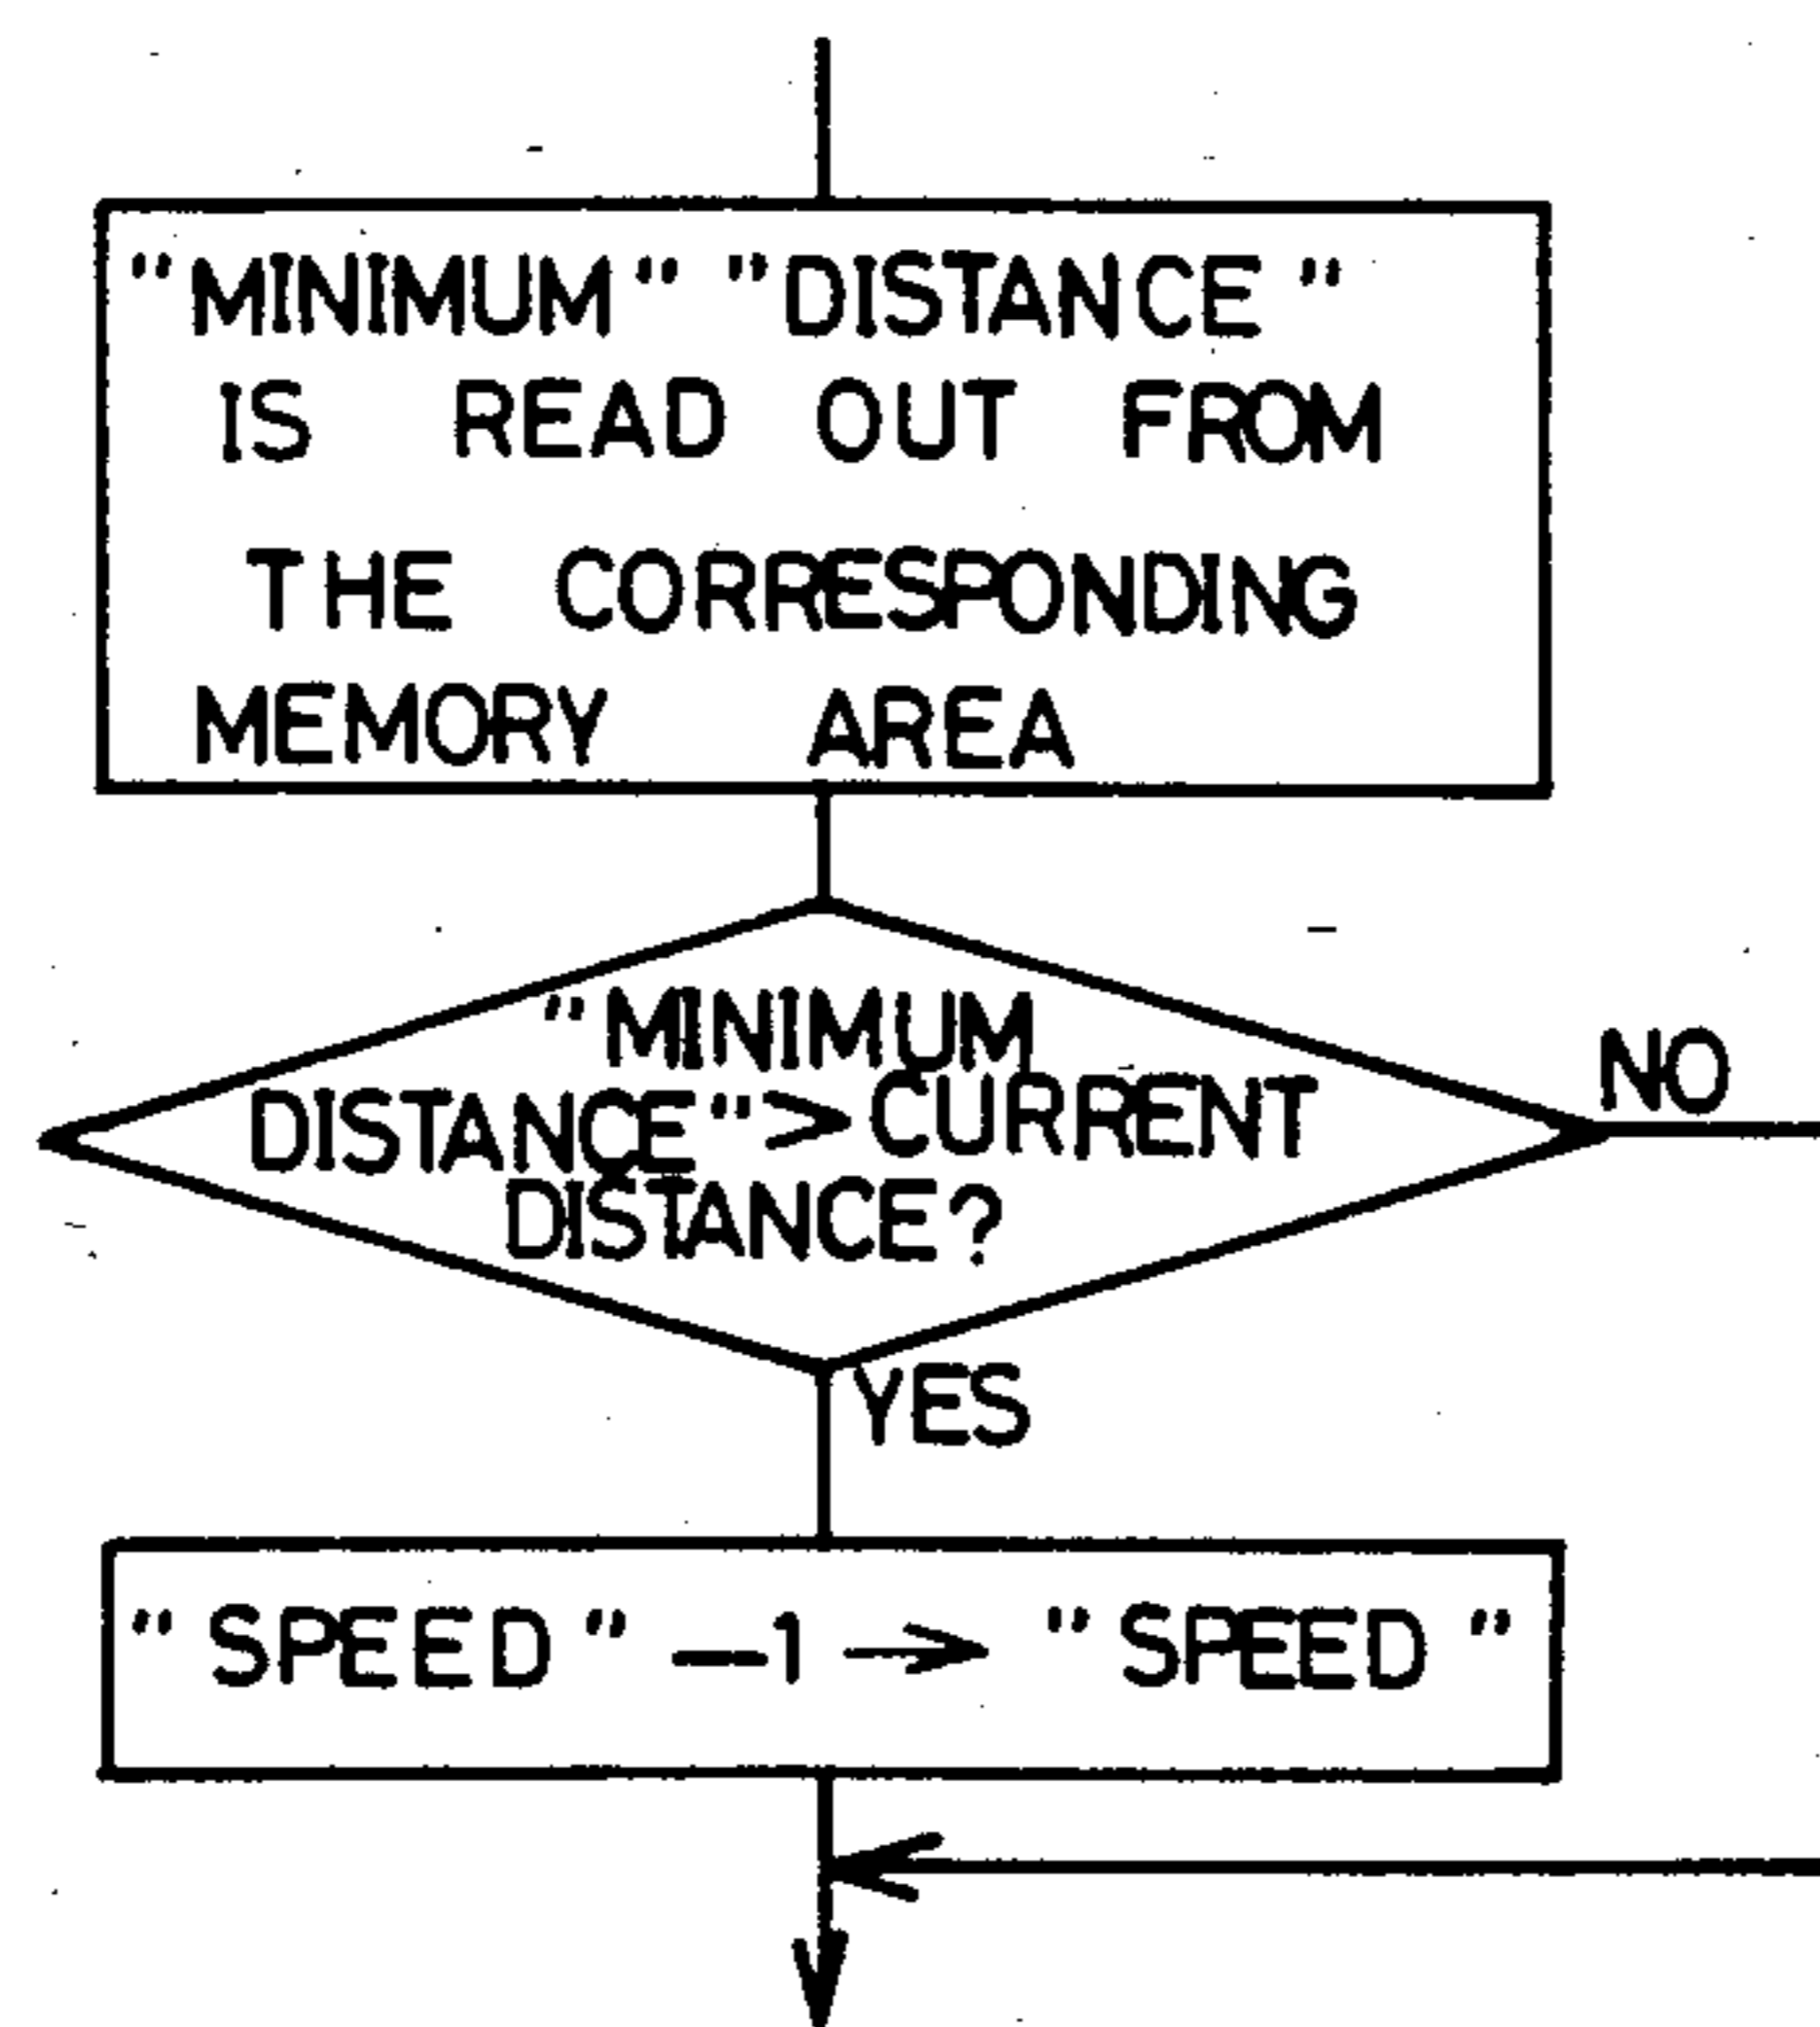 "MINIMUM" "DISTANCE"
IS READ OUT FROM
THE CORRESPONDING
MEMORY AREA
"MINIMUM
DISTANCE">CURRENT
DISTANCE?
NO
YES
"SPEED" -1 → "SPEED"